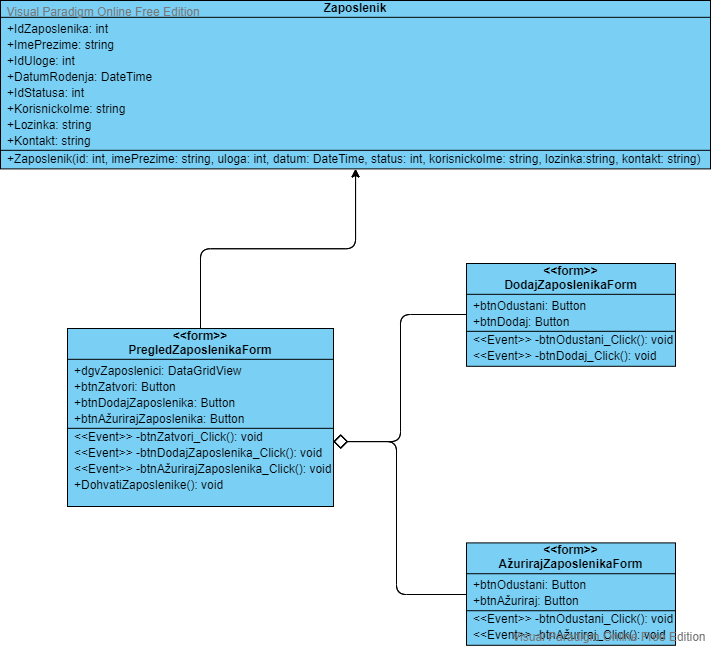 Visual Paradigm Online Free Edition
Zaposlenik
+IdZaposlenika: int
+ImePrezime: string
+IdUloge: int
+DatumRodenja: DateTime
+IdStatusa: int
+KorisnickoIme: string
+Lozinka: string
+Kontakt: string
+Zaposlenik(id: int, imePrezime: string, uloga: int, datum: DateTime, status: int, korisnickoIme: string, lozinka:string, kontakt: string)
<<form>>
DodajZaposlenikaForm
+btnOdustani: Button
+btnDodaj: Button
<<Event>> -btnOdustani_Click(): void
<<Event>> -btnDodaj_Click(): void
<<form>>
PregledZaposlenikaForm
+dgvZaposlenici: DataGridView
+btnZatvori: Button
+btnDodajZaposlenika: Button
+btnAžurirajZaposlenika: Button
<<Event>> -btnZatvori_Click(): void
<<Event>> -btnDodajZaposlenika_Click(): void
<<Event>> -btnAžurirajZaposlenika_Click(): void
+DohvatiZaposlenike(): void
<<form>>
AžurirajZaposlenikaForm
+btnOdustani: Button
+btnAžuriraj: Button
<<Event>> -btnOdustani_Click(): void
<<Event>> -btnAžuriraj_Click(): void
Visual Paradigm Online Free Edition